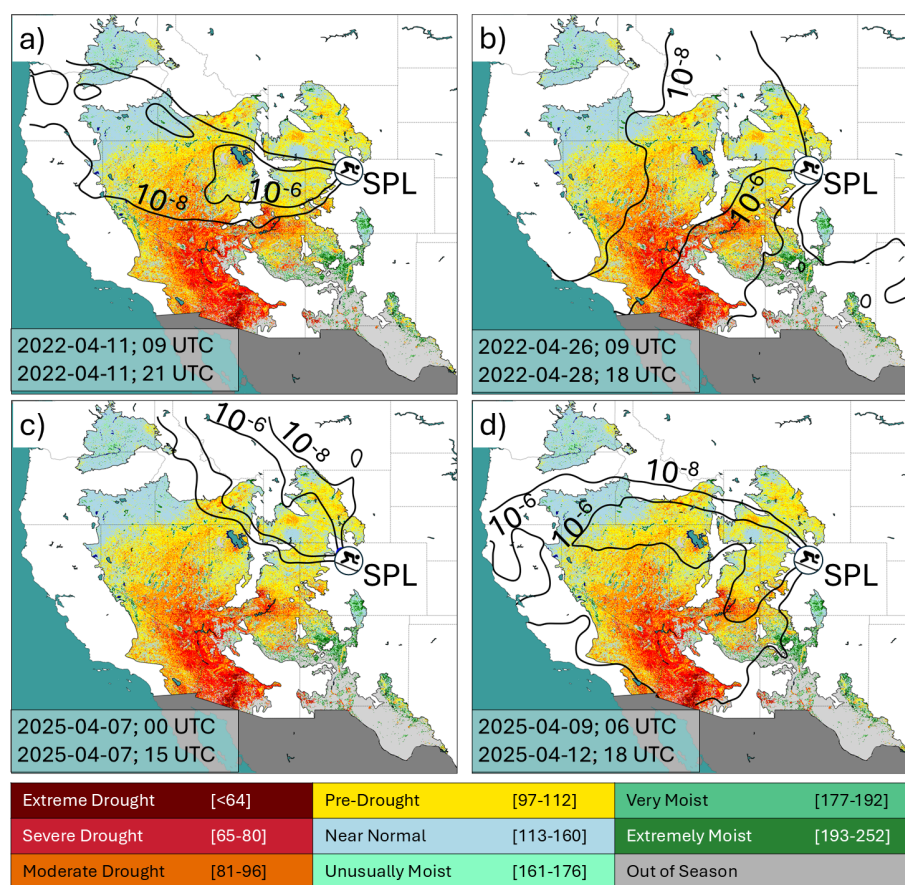 a)
10⁻⁸
10⁻⁶
SPL
2022-04-11; 09 UTC
2022-04-11; 21 UTC
b)
10⁻⁸
10⁻⁶
SPL
2022-04-26; 09 UTC
2022-04-28; 18 UTC
c)
10⁻⁶
10⁻⁸
SPL
2025-04-07; 00 UTC
2025-04-07; 15 UTC
d)
10⁻⁸
10⁻⁶
10⁻⁶
SPL
2025-04-09; 06 UTC
2025-04-12; 18 UTC
Extreme Drought [<64] Pre-Drought [97-112] Very Moist [177-192]
Severe Drought [65-80] Near Normal [113-160] Extremely Moist [193-252]
Moderate Drought [81-96] Unusually Moist [161-176] Out of Season